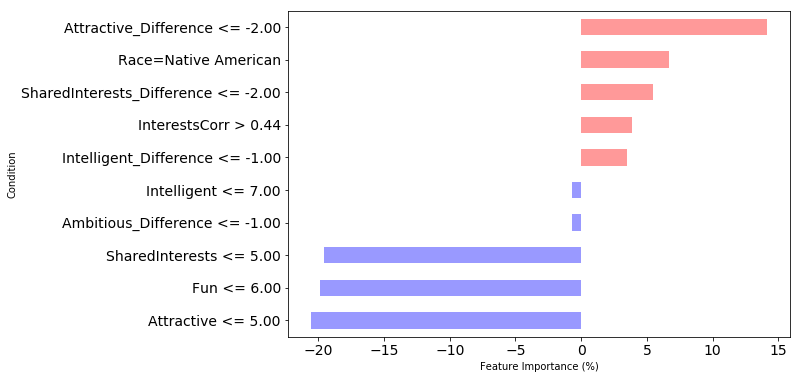 Attractive_Difference <= -2.00
Race=Native American
SharedInterests_Difference <= -2.00
InterestsCorr > 0.44
Intelligent_Difference <= -1.00
Intelligent <= 7.00
Ambitious_Difference <= -1.00
SharedInterests <= 5.00
Fun <= 6.00
Attractive <= 5.00
Condition
−20 −15 −10 −5 0 5 10 15
Feature Importance (%)